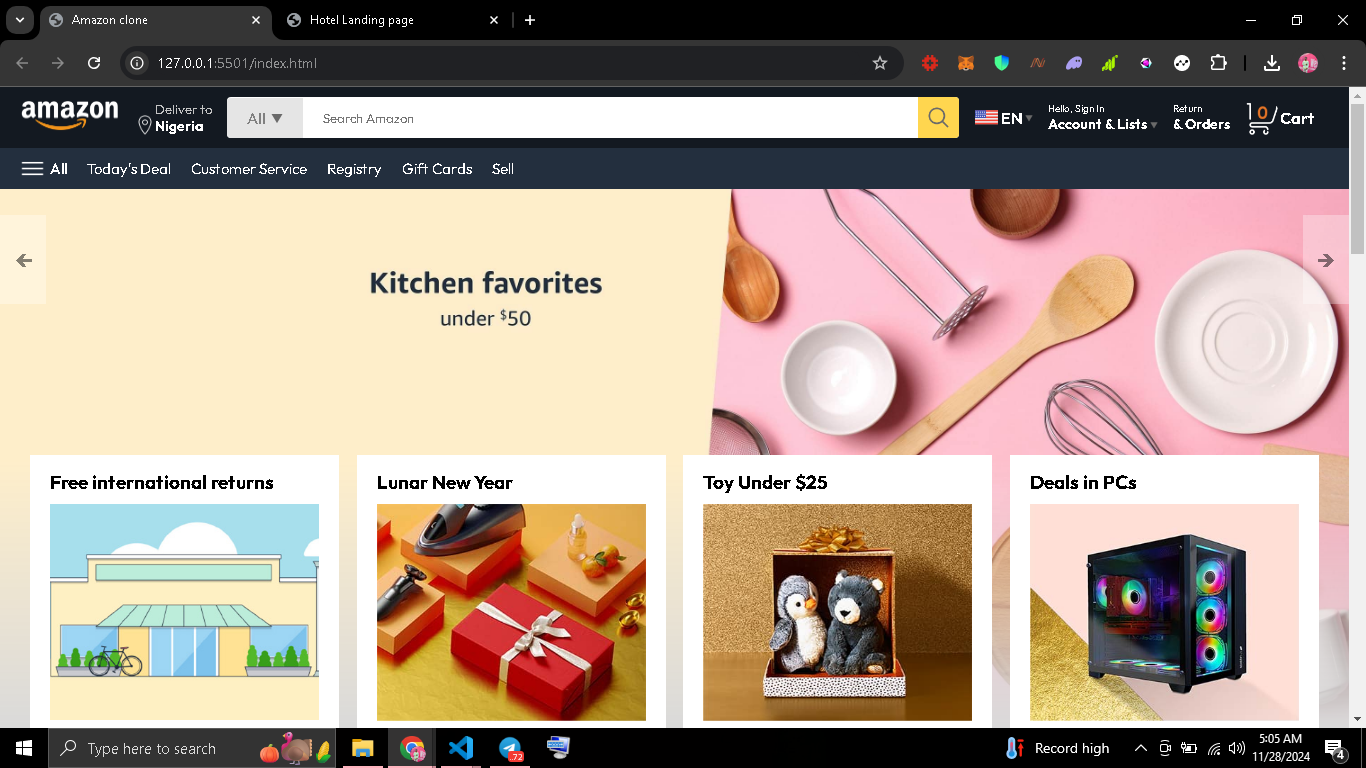 Amazon clone
Hotel Landing page
127.0.0.1:5501/index.html
amazon
Deliver to
Nigeria
All
Search Amazon
EN
Hello, Sign In
Account & Lists
Return
& Orders
0
Cart
All
Today's Deal
Customer Service
Registry
Gift Cards
Sell
Kitchen favorites
under $50
Free international returns
Lunar New Year
Toy Under $25
Deals in PCs
Type here to search
72
Record high
5:05 AM
11/28/2024
4